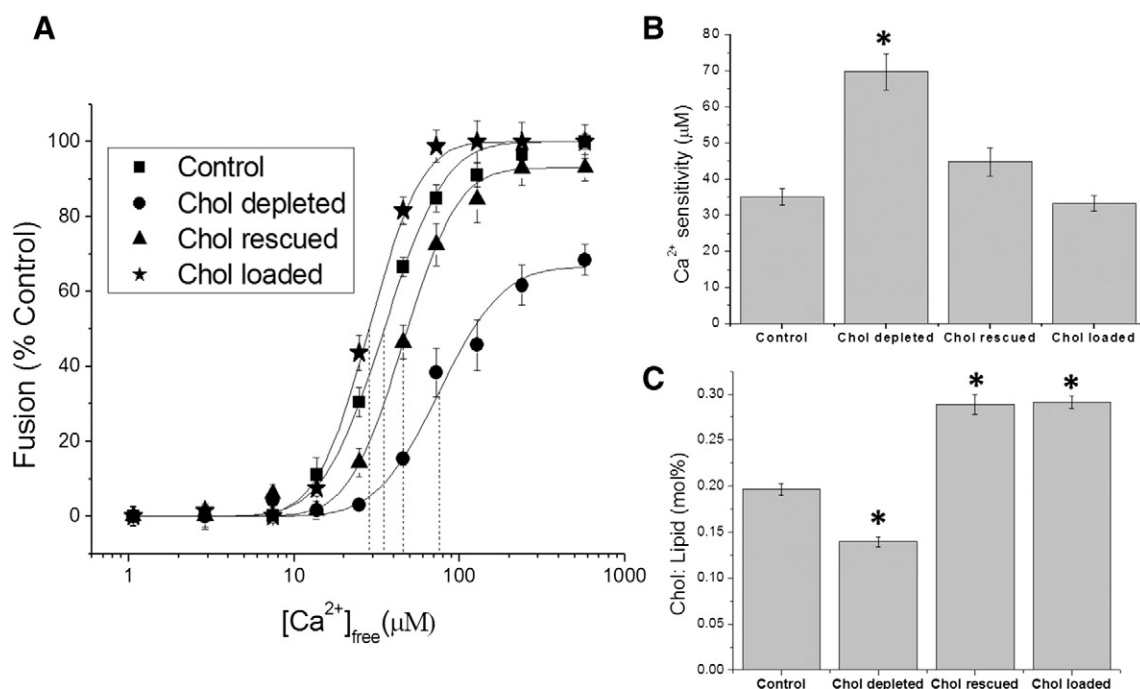 A
Fusion (% Control)
100
80
60
40
20
0
Control
Chol depleted
Chol rescued
Chol loaded
1
10
100
1000
[Ca²⁺]free(μM)
B
Ca²⁺ sensitivity (μM)
80
70
60
50
40
30
20
10
0
*
Control
Chol depleted
Chol rescued
Chol loaded
C
Chol: Lipid (mol%)
0.30
0.25
0.20
0.15
0.10
0.05
0.00
*
*
*
Control
Chol depleted
Chol rescued
Chol loaded